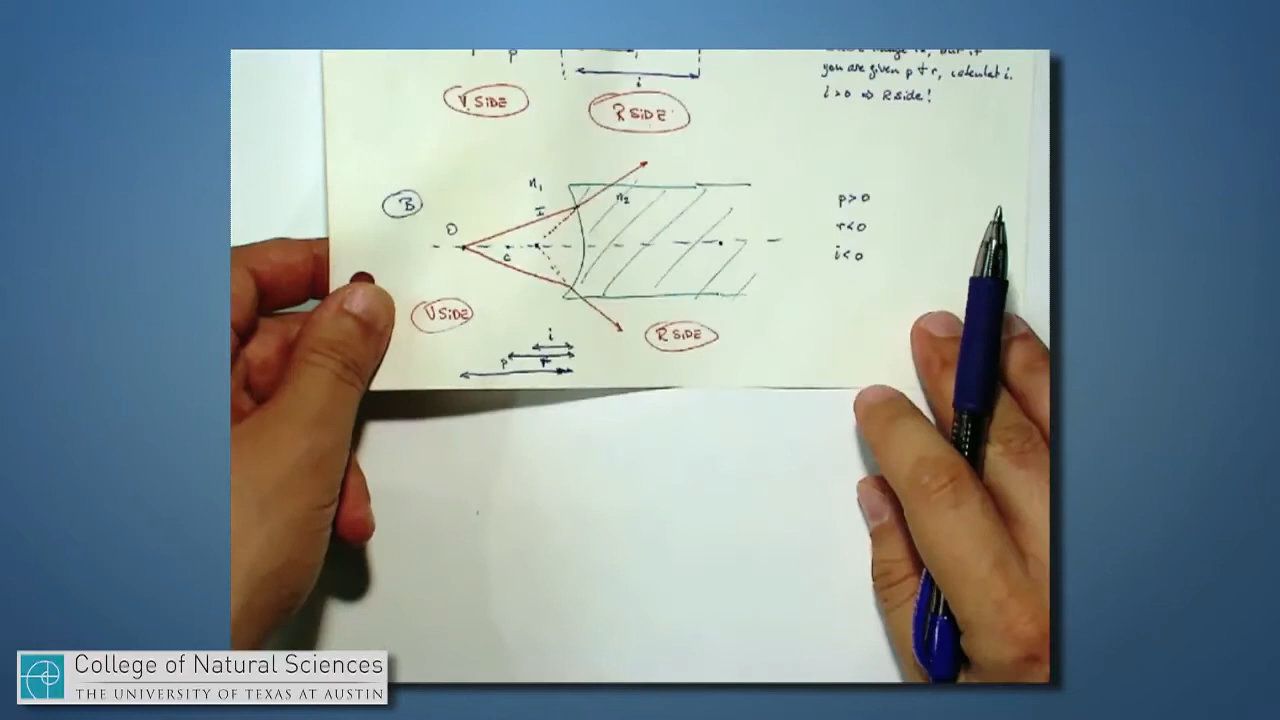 p
i
you are given p & r, calculat i.
i > 0 ⇒ R side!
V SIDE
R SIDE
B
n1
n2
I
O
C
p>0
r<0
i<0
V SIDE
R SIDE
i
p
r
College of Natural Sciences
THE UNIVERSITY OF TEXAS AT AUSTIN